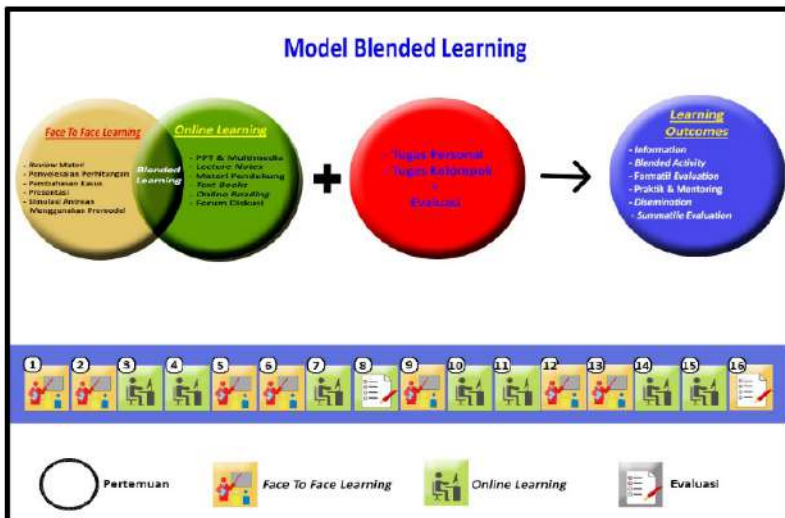 Model Blended Learning
Face To Face Learning
- Review Materi
- Penyelesaian Perhitungan
- Pembahasan Kasus
- Presentasi
- Simulasi Antrean
Menggunakan Promodel
Blended
Learning
Online Learning
- PPT & Multimedia
- Lecture Notes
- Materi Pendukung
- Text Books
- Online Reading
- Forum Diskusi
+
- Tugas Personal
- Tugas Kelompok
+
Evaluasi
Learning
Outcomes
- Information
- Blended Activity
- Formatif Evaluation
- Praktik & Mentoring
- Disemination
- Summatife Evaluation
1 2 3 4 5 6 7 8 9 10 11 12 13 14 15 16
Pertemuan
Face To Face Learning
Online Learning
Evaluasi